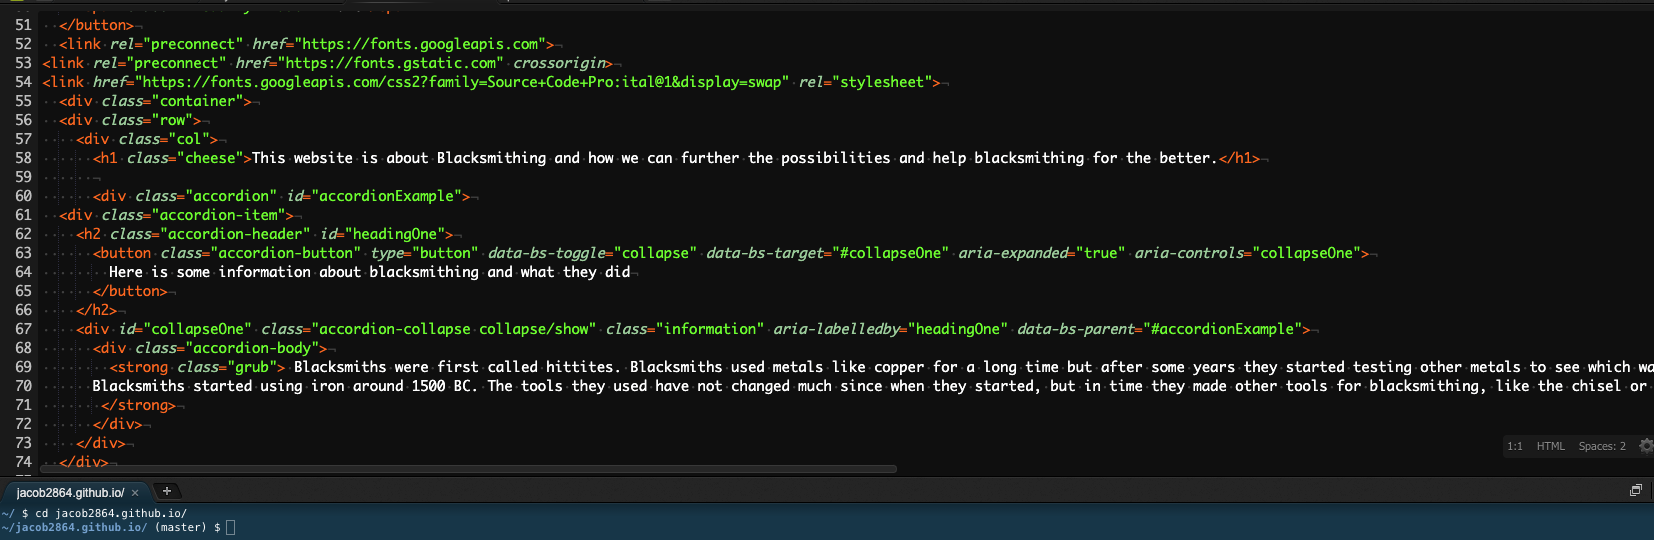 51 </button>
52 <link rel="preconnect" href="https://fonts.googleapis.com">
53 <link rel="preconnect" href="https://fonts.gstatic.com" crossorigin>
54 <link href="https://fonts.googleapis.com/css2?family=Source+Code+Pro:ital@1&display=swap" rel="stylesheet">
55 <div class="container">
56 <div class="row">
57 <div class="col">
58 <h1 class="cheese">This website is about Blacksmithing and how we can further the possibilities and help blacksmithing for the better.</h1>
59
60 <div class="accordion" id="accordionExample">
61 <div class="accordion-item">
62 <h2 class="accordion-header" id="headingOne">
63 <button class="accordion-button" type="button" data-bs-toggle="collapse" data-bs-target="#collapseOne" aria-expanded="true" aria-controls="collapseOne">
64 Here is some information about blacksmithing and what they did
65 </button>
66 </h2>
67 <div id="collapseOne" class="accordion-collapse collapse/show" class="information" aria-labelledby="headingOne" data-bs-parent="#accordionExample">
68 <div class="accordion-body">
69 <strong class="grub"> Blacksmiths were first called hittites. Blacksmiths used metals like copper for a long time but after some years they started testing other metals to see which wa
70 Blacksmiths started using iron around 1500 BC. The tools they used have not changed much since when they started, but in time they made other tools for blacksmithing, like the chisel or
71 </strong>
72 </div>
73 </div>
1:1 HTML Spaces: 2
74 </div>
jacob2864.github.io/ × +
~/ $ cd jacob2864.github.io/
~/jacob2864.github.io/ (master) $